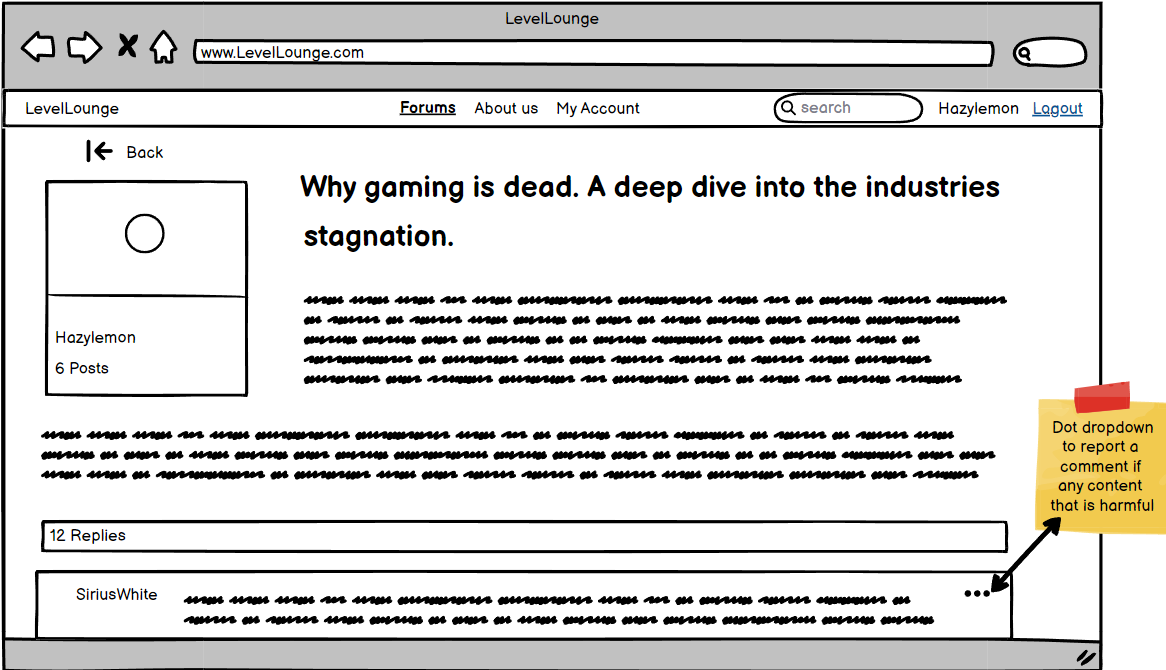 LevelLounge
www.LevelLounge.com
LevelLounge Forums About us My Account search Hazylemon Logout
Back
Why gaming is dead. A deep dive into the industries
stagnation.
Hazylemon
6 Posts
Dot dropdown
to report a
comment if
any content
that is harmful
12 Replies
SiriusWhite